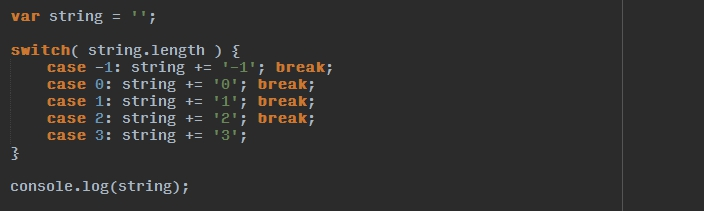 var string = '';
switch( string.length ) {
case -1: string += '-1'; break;
case 0: string += '0'; break;
case 1: string += '1'; break;
case 2: string += '2'; break;
case 3: string += '3';
}
console.log(string);